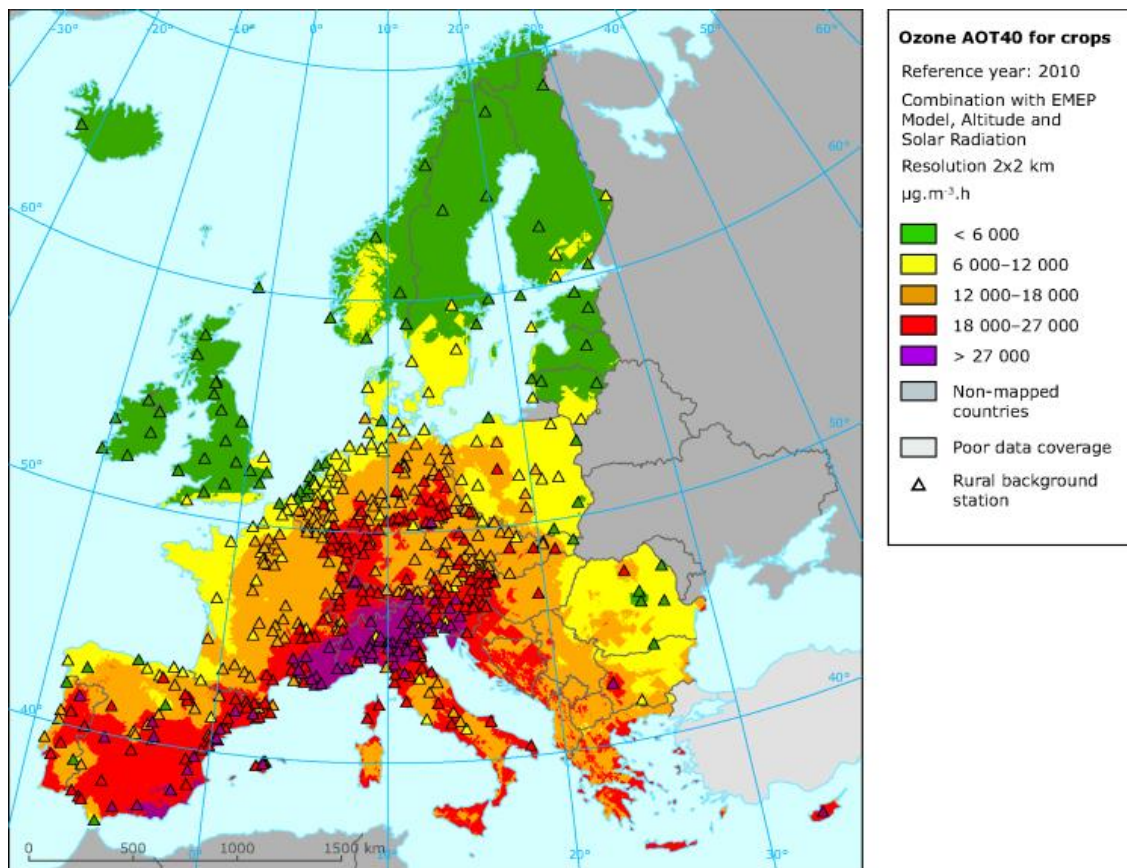 -30° -20° -10° 0° 10° 20° 30° 40° 50° 60°
60°
60°
50°
50°
40°
40°
0 500 1000 1500 km
0° 10° 20° 30°
Ozone AOT40 for crops
Reference year: 2010
Combination with EMEP
Model, Altitude and
Solar Radiation
Resolution 2x2 km
µg.m⁻³.h
< 6 000
6 000–12 000
12 000–18 000
18 000–27 000
> 27 000
Non-mapped
countries
Poor data coverage
Rural background
station